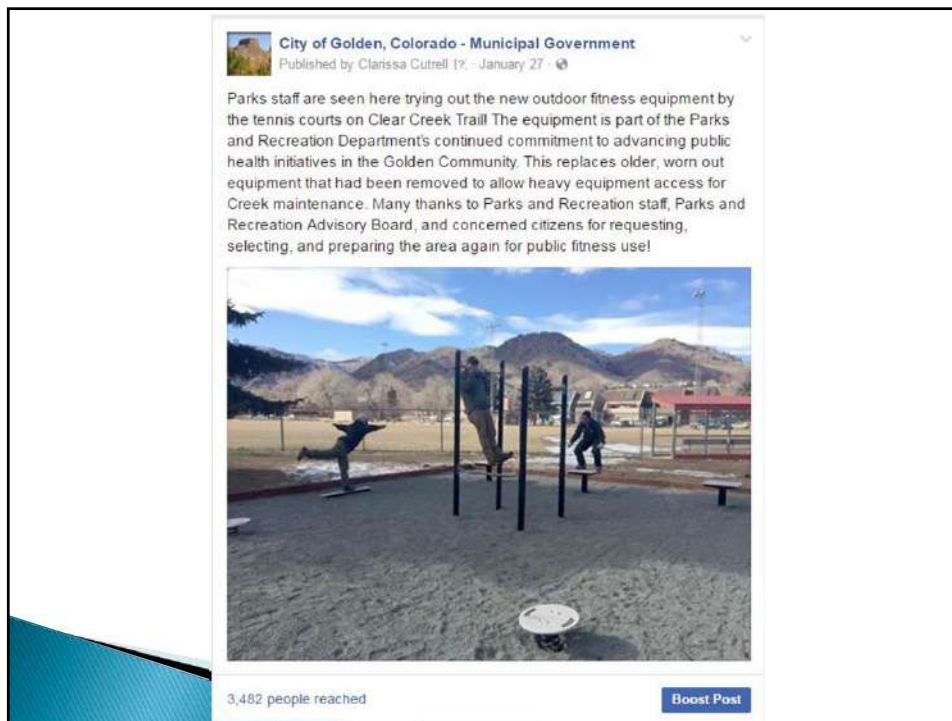 City of Golden, Colorado - Municipal Government
Published by Clarissa Cutrell [?] · January 27 ·
Parks staff are seen here trying out the new outdoor fitness equipment by
the tennis courts on Clear Creek Trail! The equipment is part of the Parks
and Recreation Department's continued commitment to advancing public
health initiatives in the Golden Community. This replaces older, worn out
equipment that had been removed to allow heavy equipment access for
Creek maintenance. Many thanks to Parks and Recreation staff, Parks and
Recreation Advisory Board, and concerned citizens for requesting,
selecting, and preparing the area again for public fitness use!
3,482 people reached
Boost Post